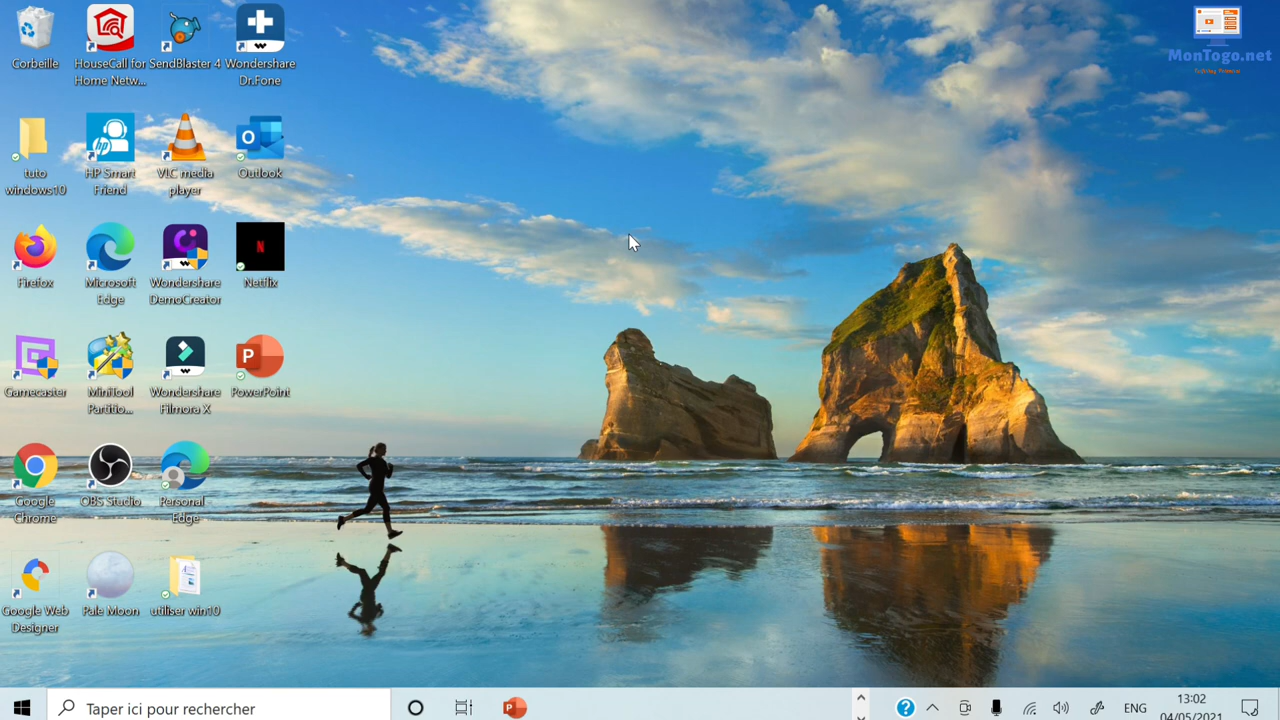 Corbeille
HouseCall for
Home Netw...
SendBlaster 4
Wondershare
Dr.Fone
MonTogo.net
tuto
windows10
HP Smart
Friend
VLC media
player
Outlook
Firefox
Microsoft
Edge
Wondershare
DemoCreator
Netflix
Gamecaster
MiniTool
Partitio...
Wondershare
Filmora X
PowerPoint
Google
Chrome
OBS Studio
Personal -
Edge
Google Web
Designer
Pale Moon
utiliser win10
Taper ici pour rechercher
ENG
13:02
04/05/2021